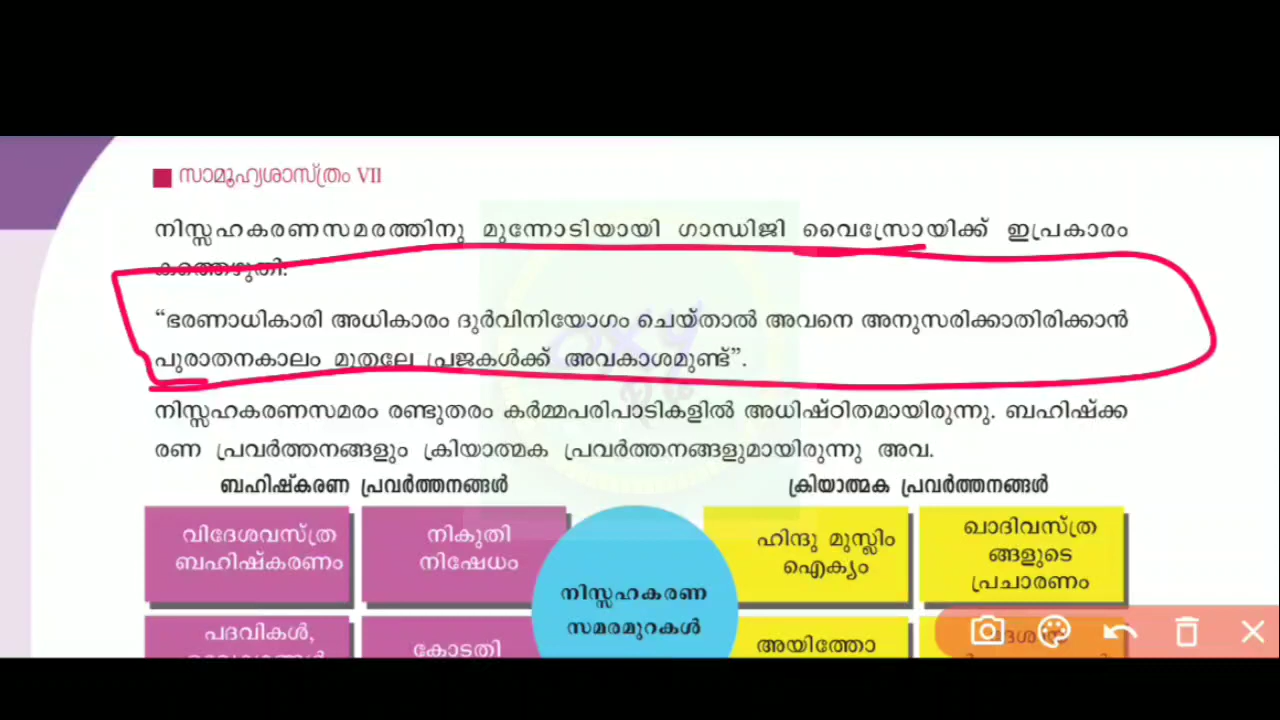 സാമൂഹ്യശാസ്ത്രം VII
നിസ്സഹകരണസമരത്തിനു മുന്നോടിയായി ഗാന്ധിജി വൈസ്രോയിക്ക് ഇപ്രകാരം
കത്തെഴുതി:
“ഭരണാധികാരി അധികാരം ദുർവിനിയോഗം ചെയ്താൽ അവനെ അനുസരിക്കാതിരിക്കാൻ
പുരാതനകാലം മുതലേ പ്രജകൾക്ക് അവകാശമുണ്ട്”.
നിസ്സഹകരണസമരം രണ്ടുതരം കർമ്മപരിപാടികളിൽ അധിഷ്ഠിതമായിരുന്നു. ബഹിഷ്ക്ക
രണ പ്രവർത്തനങ്ങളും ക്രിയാത്മക പ്രവർത്തനങ്ങളുമായിരുന്നു അവ.
ബഹിഷ്കരണ പ്രവർത്തനങ്ങൾ
ക്രിയാത്മക പ്രവർത്തനങ്ങൾ
വിദേശവസ്ത്ര
ബഹിഷ്കരണം
നികുതി
നിഷേധം
ഹിന്ദു മുസ്ലിം
ഐക്യം
ഖാദിവസ്ത്ര
ങ്ങളുടെ
പ്രചാരണം
നിസ്സഹകരണ
സമരമുറകൾ
പദവികൾ,
കോടതി
അയിത്തോ